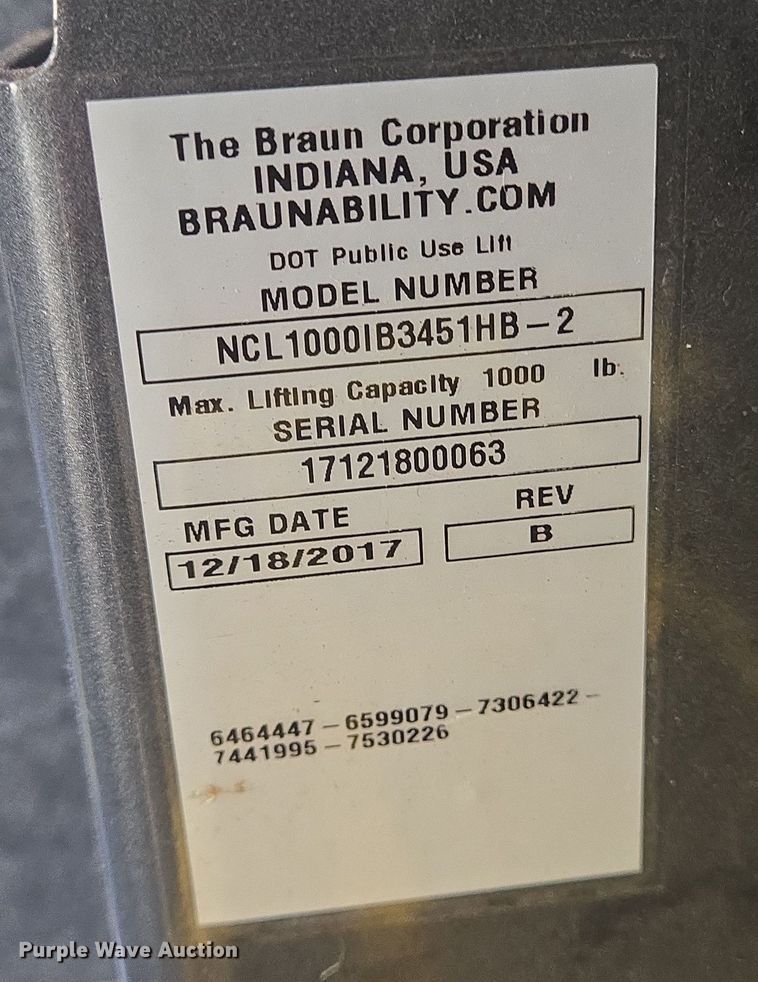 The Braun Corporation
INDIANA, USA
BRAUNABILITY.COM
DOT Public Use Lift
MODEL NUMBER
NCL1000IB3451HB-2
Max. Lifting Capacity 1000 lb.
SERIAL NUMBER
17121800063
MFG DATE REV
12/18/2017 B
6464447-6599079-7306422-
7441995-7530226
Purple Wave Auction